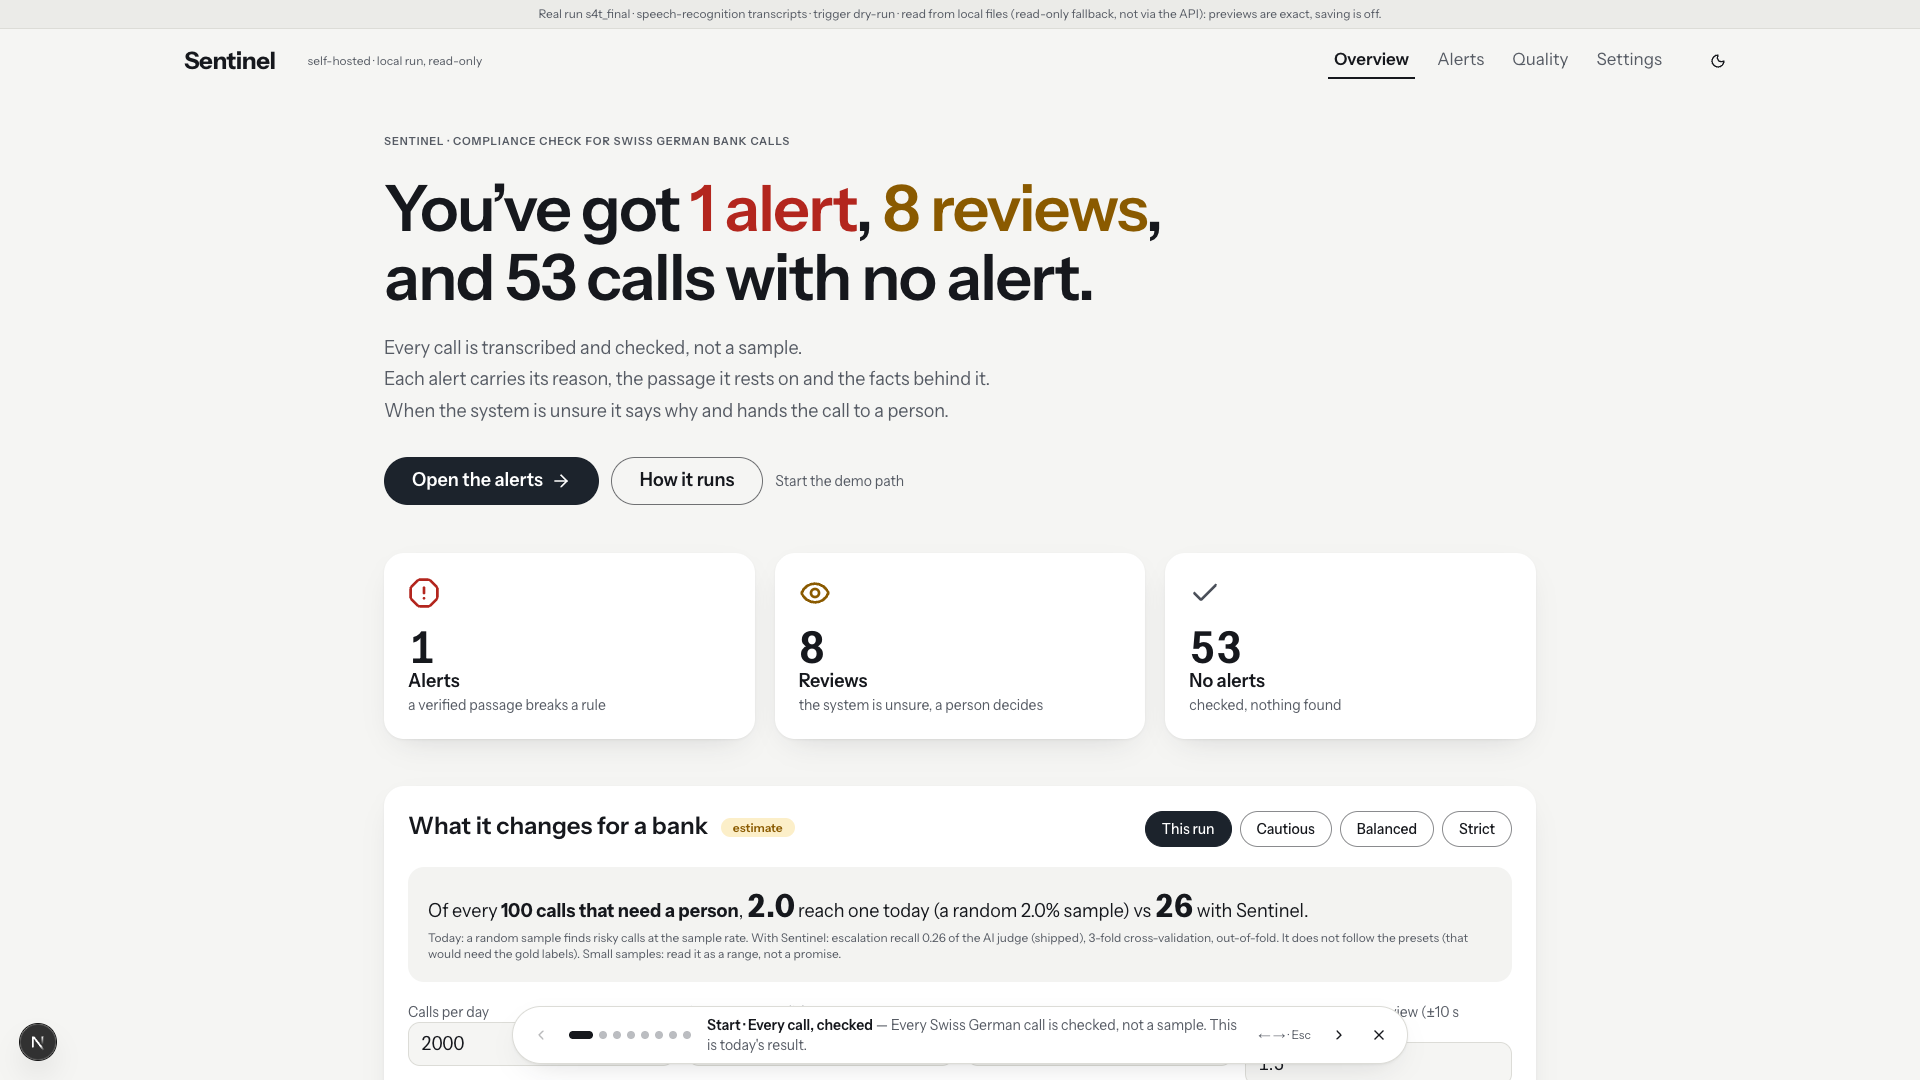 Real run s4t_final · speech-recognition transcripts · trigger dry-run · read from local files (read-only fallback, not via the API): previews are exact, saving is off.
Sentinel
self-hosted · local run, read-only
Overview
Alerts
Quality
Settings
SENTINEL · COMPLIANCE CHECK FOR SWISS GERMAN BANK CALLS
You’ve got 1 alert, 8 reviews,
and 53 calls with no alert.
Every call is transcribed and checked, not a sample.
Each alert carries its reason, the passage it rests on and the facts behind it.
When the system is unsure it says why and hands the call to a person.
Open the alerts →
How it runs
Start the demo path
1
Alerts
a verified passage breaks a rule
8
Reviews
the system is unsure, a person decides
53
No alerts
checked, nothing found
What it changes for a bank
estimate
This run
Cautious
Balanced
Strict
Of every 100 calls that need a person, 2.0 reach one today (a random 2.0% sample) vs 26 with Sentinel.
Today: a random sample finds risky calls at the sample rate. With Sentinel: escalation recall 0.26 of the AI judge (shipped), 3-fold cross-validation, out-of-fold. It does not follow the presets (that
would need the gold labels). Small samples: read it as a range, not a promise.
Calls per day
(±10 s
2000
Start · Every call, checked — Every Swiss German call is checked, not a sample. This
is today's result.
←→ · Esc
N